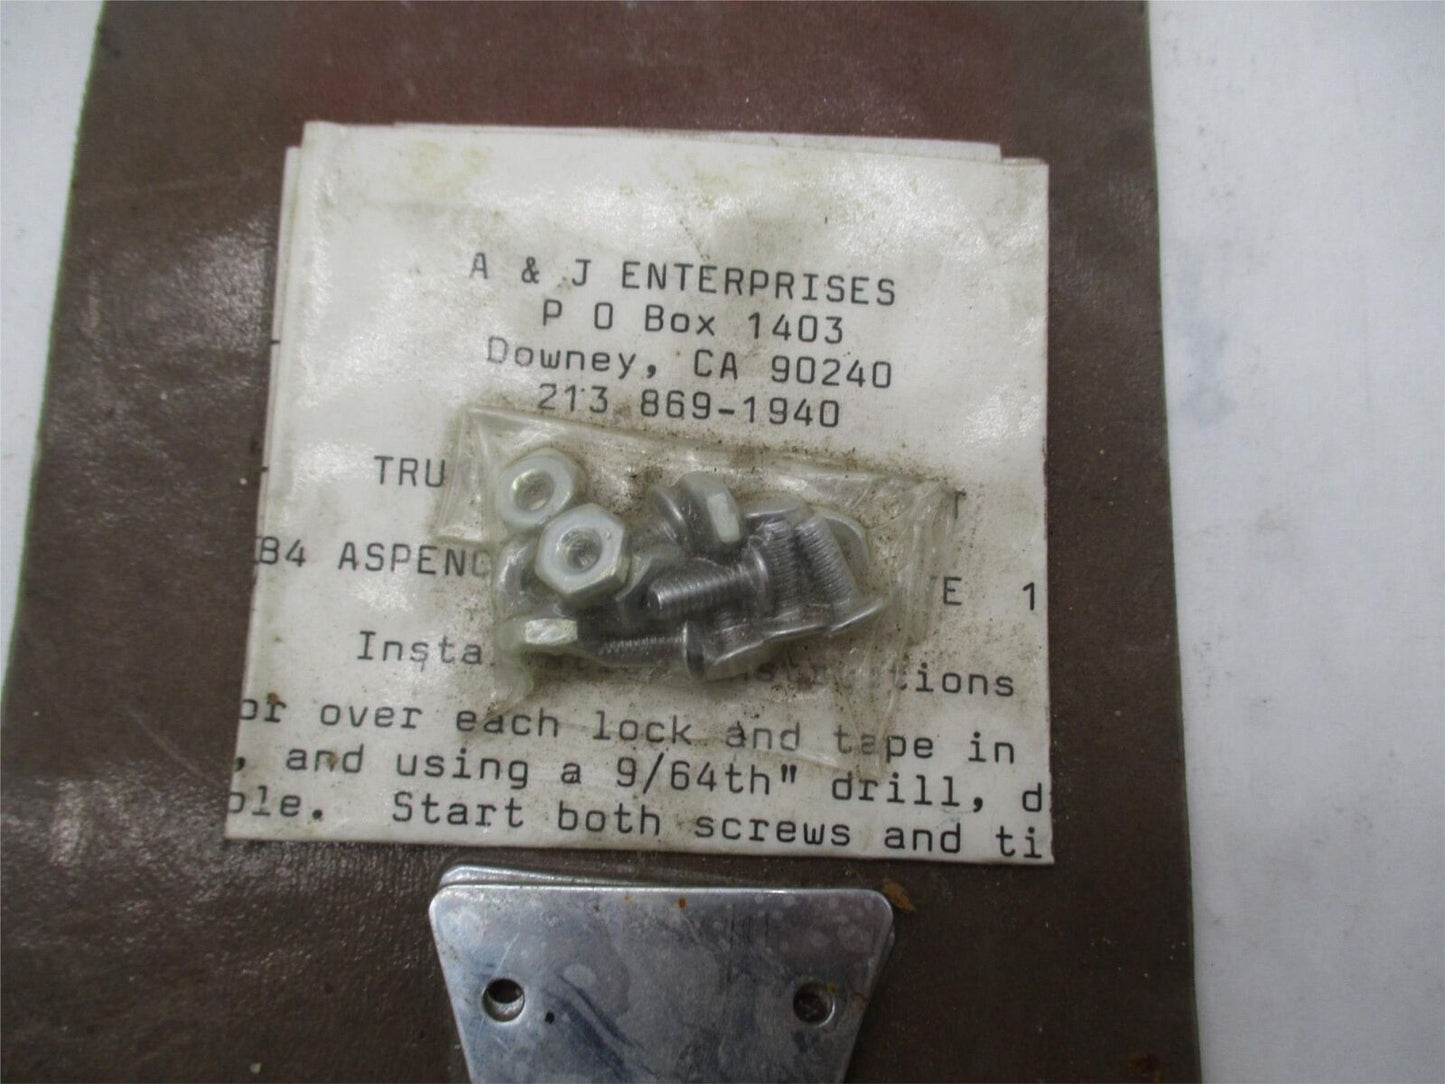 A & J ENTERPRISES
P O Box 1403
Downey, CA 90240
213 869-1940
TRU T
84 ASPENC E 1
Insta ions
or over each lock and tape in
, and using a 9/64th" drill, d
ole. Start both screws and ti